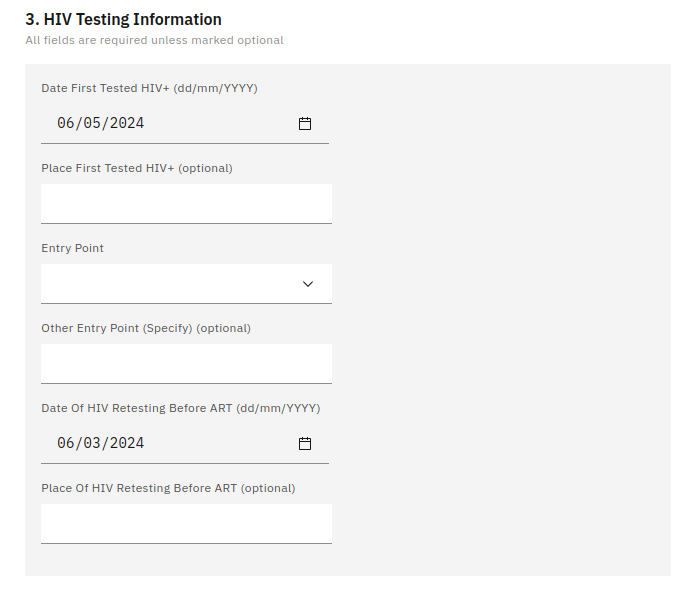 3. HIV Testing Information
All fields are required unless marked optional
Date First Tested HIV+ (dd/mm/YYYY)
06/05/2024
Place First Tested HIV+ (optional)
Entry Point
Other Entry Point (Specify) (optional)
Date Of HIV Retesting Before ART (dd/mm/YYYY)
06/03/2024
Place Of HIV Retesting Before ART (optional)